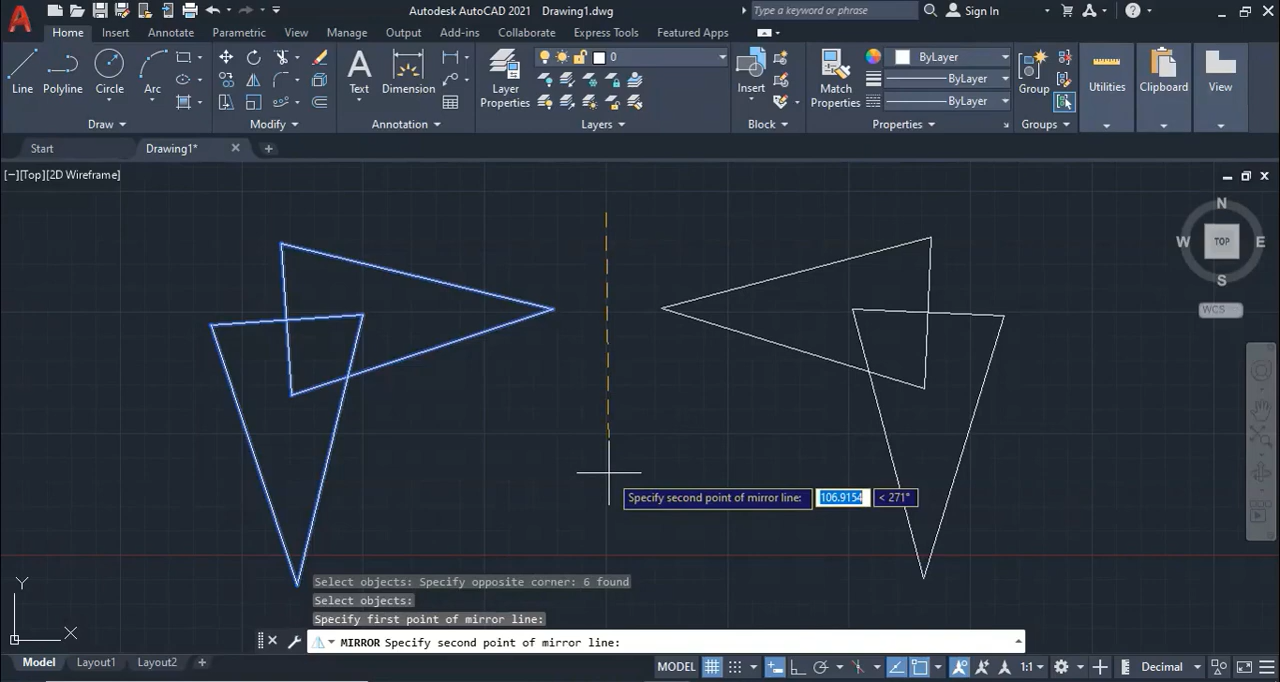 Autodesk AutoCAD 2021 Drawing1.dwg
Type a keyword or phrase
Sign In
Home Insert Annotate Parametric View Manage Output Add-ins Collaborate Express Tools Featured Apps
0
ByLayer
ByLayer
ByLayer
Line Polyline Circle Arc
Text Dimension
Layer Properties
Insert
Match Properties
Group
Utilities Clipboard View
Draw Modify Annotation Layers Block Properties Groups
Start Drawing1*
[−][Top][2D Wireframe]
N
W TOP E
S
WCS
Specify second point of mirror line: 106.9154 < 271°
Select objects: Specify opposite corner: 6 found
Y
Select objects:
Specify first point of mirror line:
X
MIRROR Specify second point of mirror line:
Model Layout1 Layout2
MODEL 1:1 Decimal